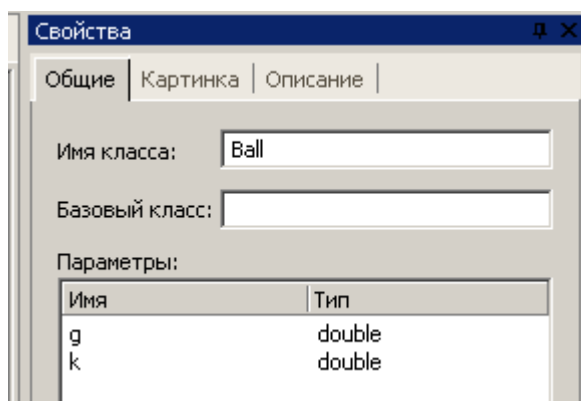 Свойства
Общие Картинка Описание
Имя класса: Ball
Базовый класс:
Параметры:
Имя Тип
g double
k double